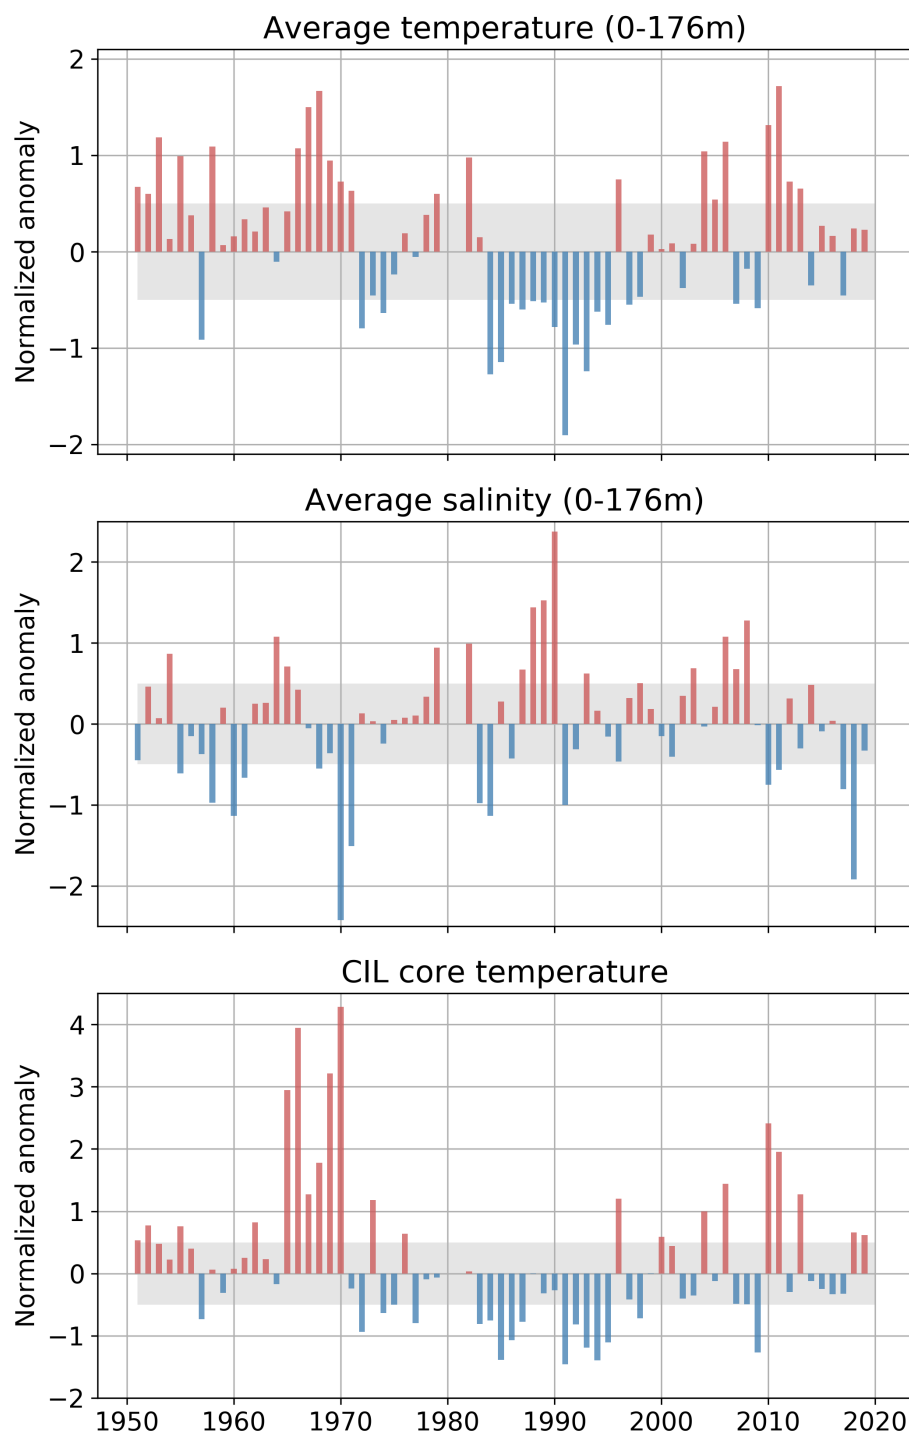 Average temperature (0-176m)
Normalized anomaly
2
1
0
−1
−2
Average salinity (0-176m)
Normalized anomaly
2
1
0
−1
−2
CIL core temperature
Normalized anomaly
4
3
2
1
0
−1
−2
1950 1960 1970 1980 1990 2000 2010 2020